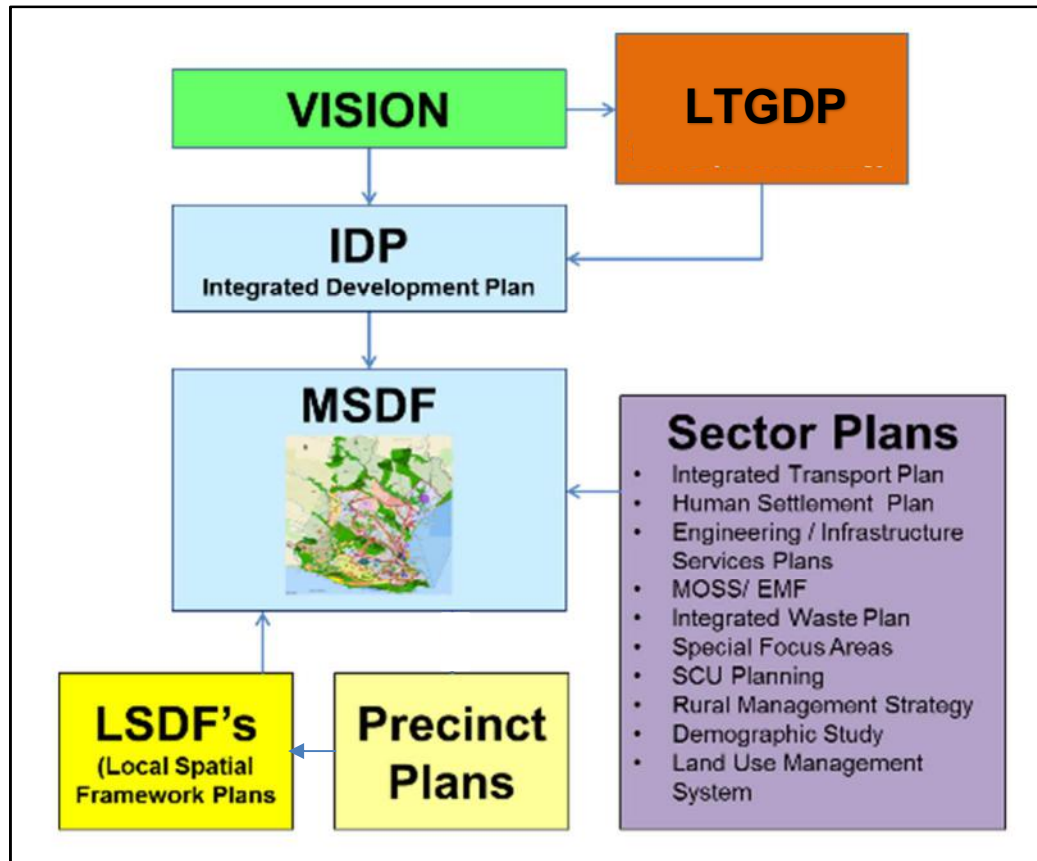 VISION
LTGDP
IDP
Integrated Development Plan
MSDF
Sector Plans
• Integrated Transport Plan
• Human Settlement Plan
• Engineering / Infrastructure
Services Plans
• MOSS/ EMF
• Integrated Waste Plan
• Special Focus Areas
• SCU Planning
• Rural Management Strategy
• Demographic Study
• Land Use Management
System
LSDF's
(Local Spatial
Framework Plans
Precinct
Plans